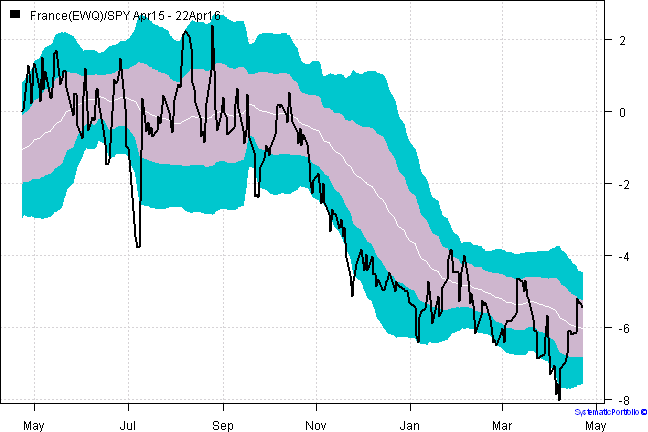 France(EWQ)/SPY Apr15 - 22Apr16
2
0
-2
-4
-6
-8
SystematicPortfolio ©
May Jul Sep Nov Jan Mar May